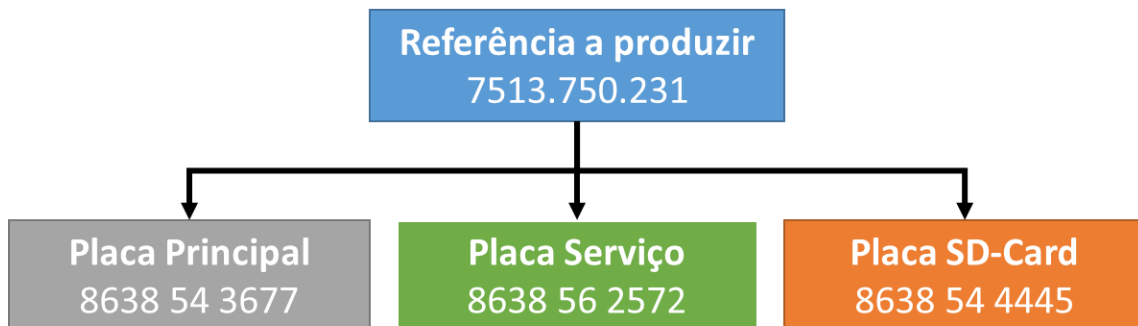 Referência a produzir
7513.750.231
Placa Principal
8638 54 3677
Placa Serviço
8638 56 2572
Placa SD-Card
8638 54 4445